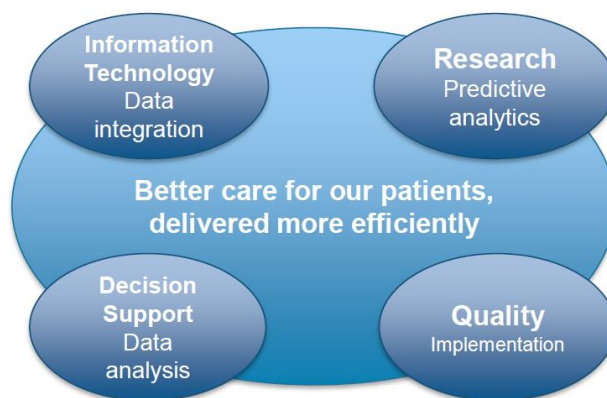 Information
Technology
Data
integration
Research
Predictive
analytics
Better care for our patients,
delivered more efficiently
Decision
Support
Data
analysis
Quality
Implementation